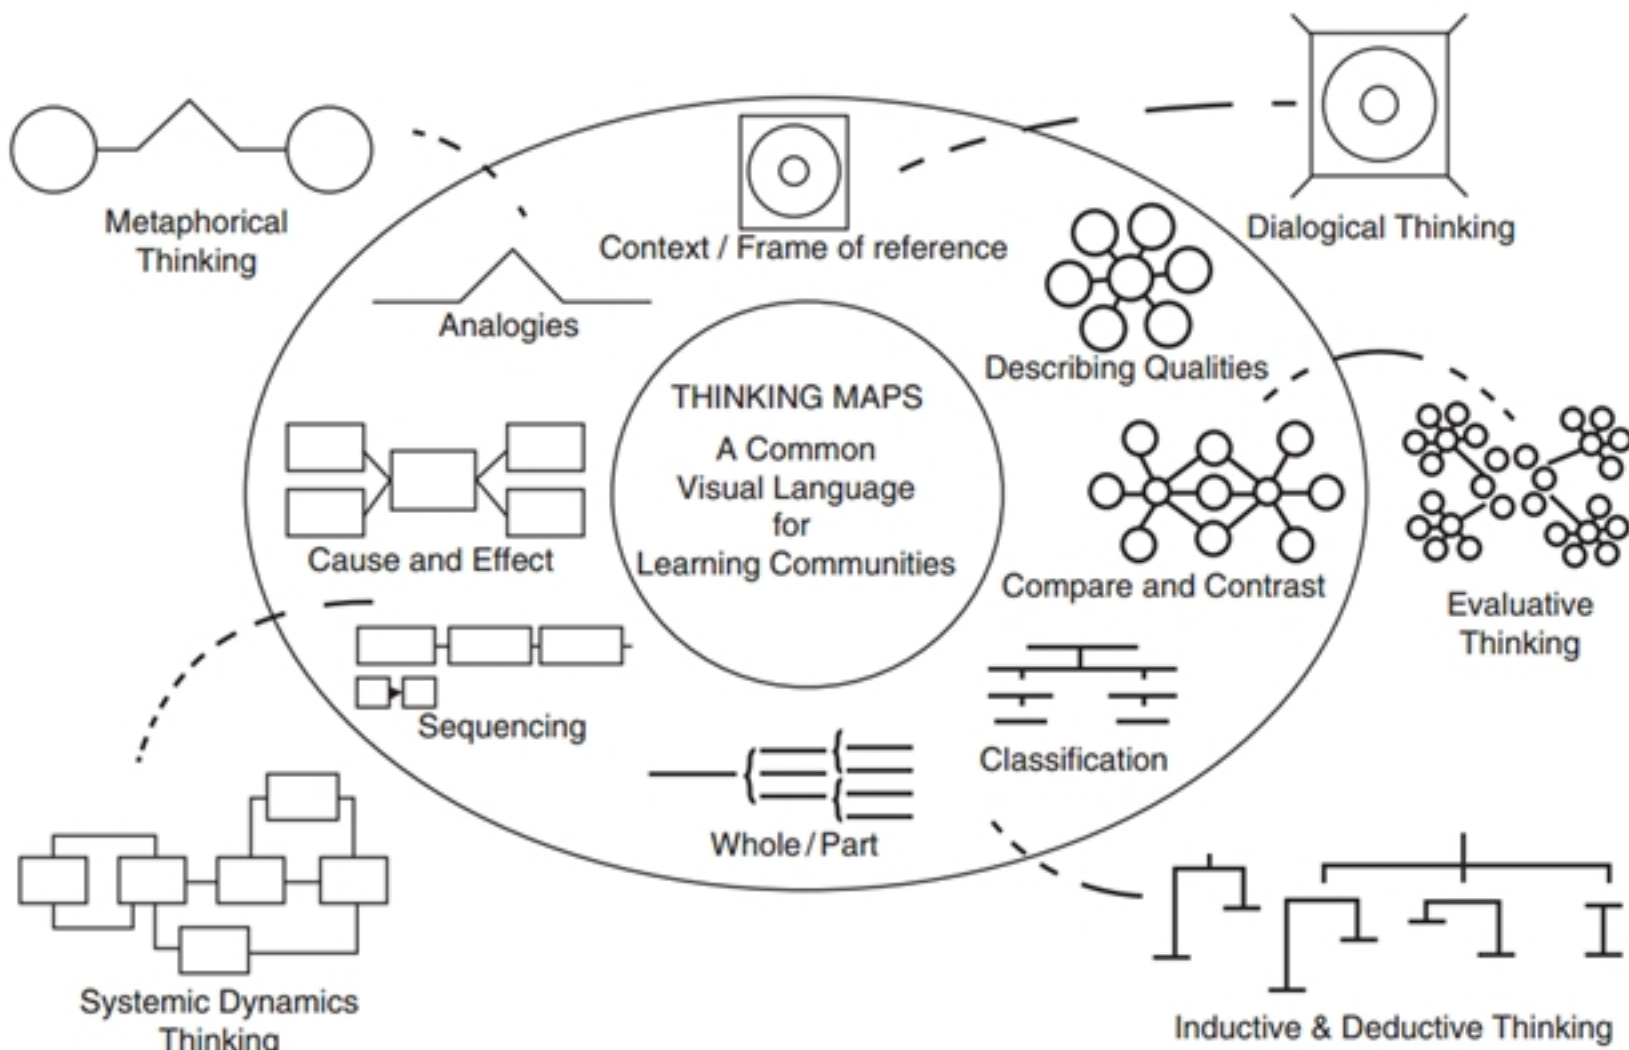 Dialogical Thinking
Metaphorical
Thinking
Context / Frame of reference
Analogies
Describing Qualities
THINKING MAPS
A Common
Visual Language
for
Learning Communities
Cause and Effect
Compare and Contrast
Evaluative
Thinking
Sequencing
Classification
Whole / Part
Systemic Dynamics
Thinking
Inductive & Deductive Thinking